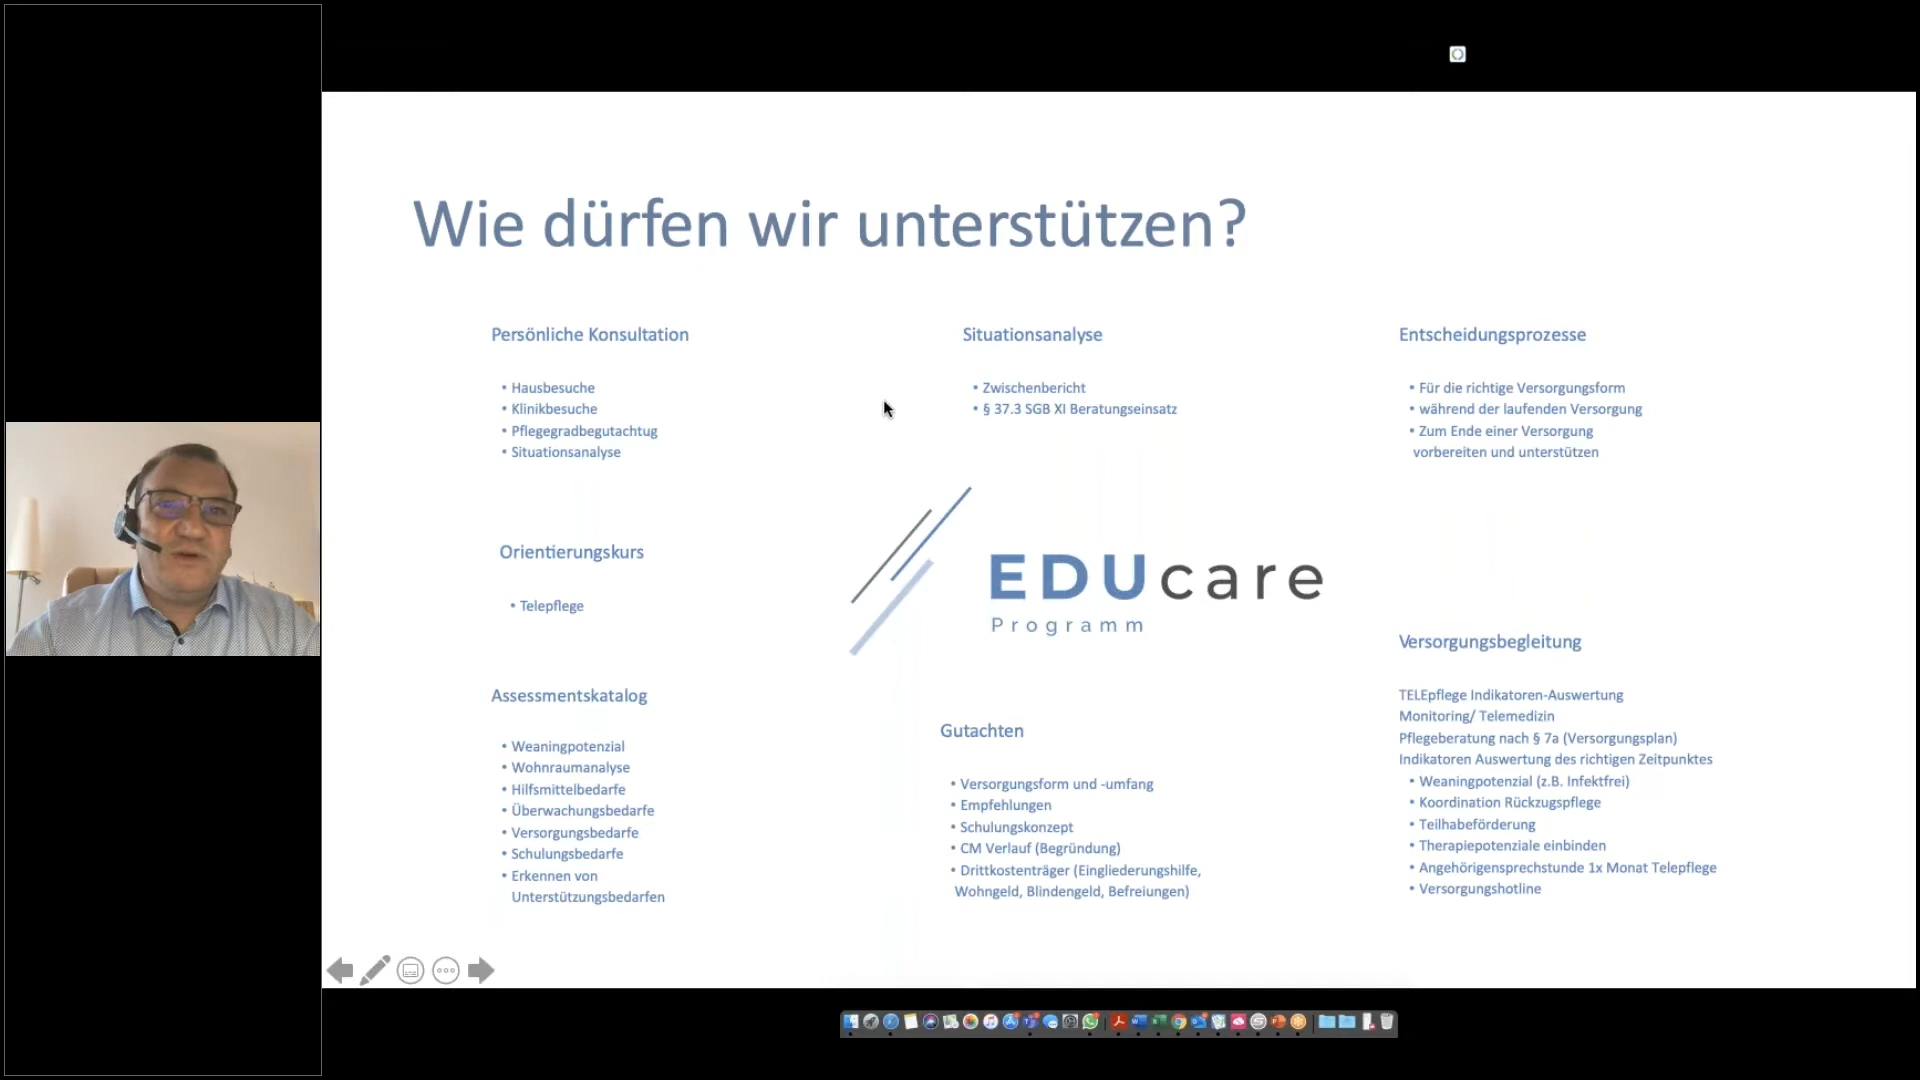 Wie dürfen wir unterstützen?
Persönliche Konsultation
• Hausbesuche
• Klinikbesuche
• Pflegegradbegutachtug
• Situationsanalyse
Situationsanalyse
• Zwischenbericht
• § 37.3 SGB XI Beratungseinsatz
Entscheidungsprozesse
• Für die richtige Versorgungsform
• während der laufenden Versorgung
• Zum Ende einer Versorgung
vorbereiten und unterstützen
Orientierungskurs
• Telepflege
EDUcare
Programm
Assessmentskatalog
• Weaningpotenzial
• Wohnraumanalyse
• Hilfsmittelbedarfe
• Überwachungsbedarfe
• Versorgungsbedarfe
• Schulungsbedarfe
• Erkennen von
Unterstützungsbedarfen
Gutachten
• Versorgungsform und -umfang
• Empfehlungen
• Schulungskonzept
• CM Verlauf (Begründung)
• Drittkostenträger (Eingliederungshilfe,
Wohngeld, Blindengeld, Befreiungen)
Versorgungsbegleitung
TELEpflege Indikatoren-Auswertung
Monitoring/ Telemedizin
Pflegeberatung nach § 7a (Versorgungsplan)
Indikatoren Auswertung des richtigen Zeitpunktes
• Weaningpotenzial (z.B. Infektfrei)
• Koordination Rückzugspflege
• Teilhabeförderung
• Therapiepotenziale einbinden
• Angehörigensprechstunde 1x Monat Telepflege
• Versorgungshotline